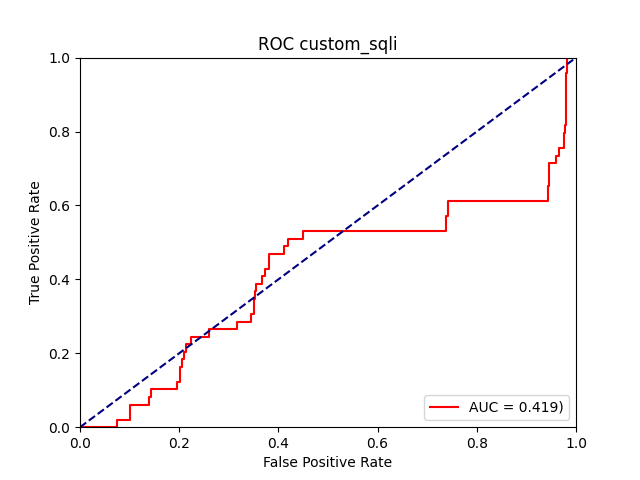 ROC custom_sqli
1.0
0.8
0.6
0.4
0.2
0.0
True Positive Rate
AUC = 0.419)
0.0 0.2 0.4 0.6 0.8 1.0
False Positive Rate